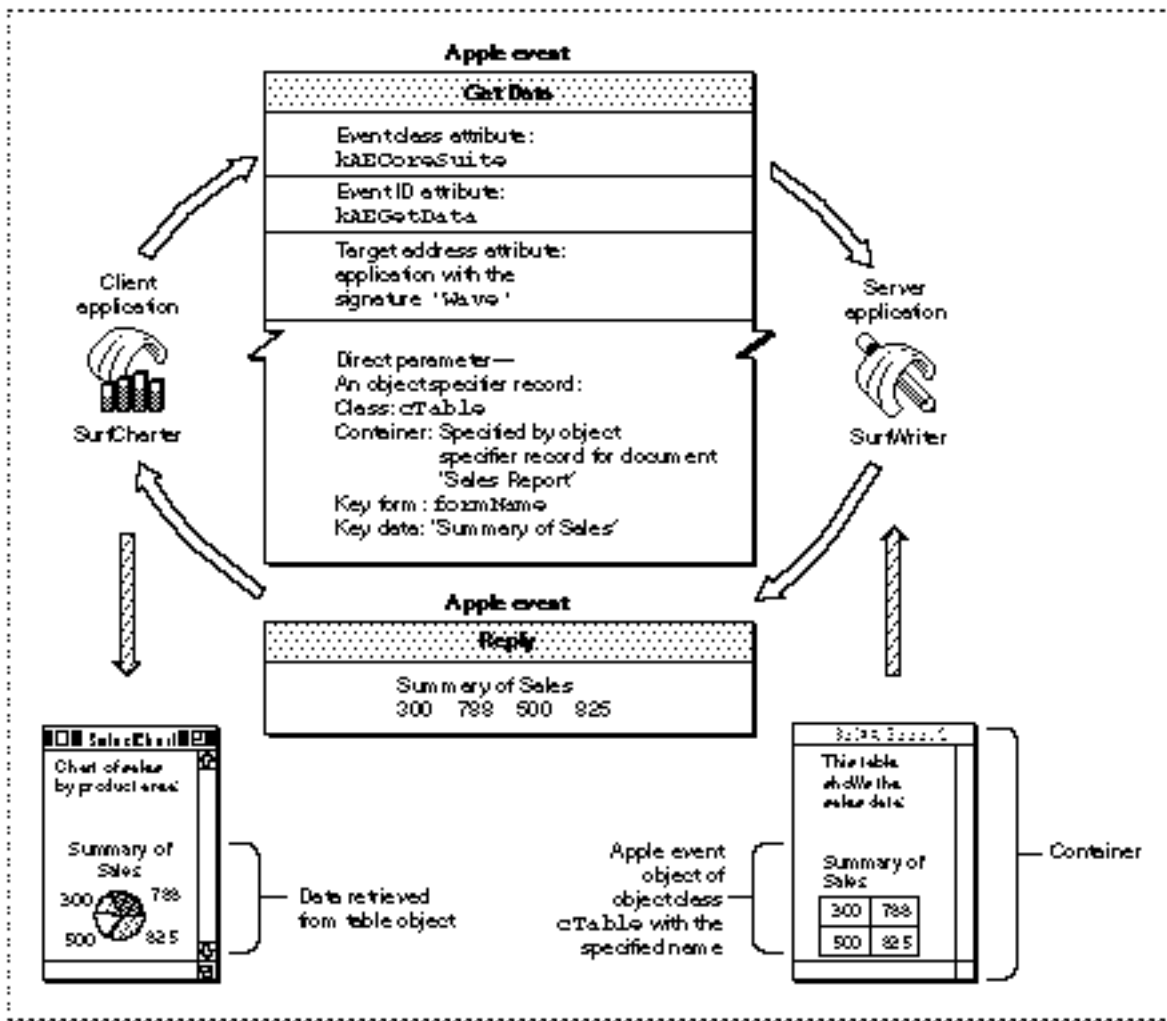 Apple event
Get Data
Event class attribute:
kAECoreSuite
Event ID attribute:
kAEGetData
Target address attribute:
application with the
signature 'Wave'
Direct parameter—
An object specifier record:
Class: cTable
Container: Specified by object
specifier record for document
'Sales Report'
Key form: formName
Key data: 'Summary of Sales'
Client
application
SurfCharter
Server
application
SurfWriter
Apple event
Reply
Summary of Sales
300 788 500 825
Sales Chart
Chart of sales
by product area:
Summary of
Sales
300 788
500 825
Data retrieved
from table object
Apple event
object of
object class
cTable with the
specified name
Sales Report
This table
shows the
sales data:
Summary of
Sales
300 788
500 825
Container